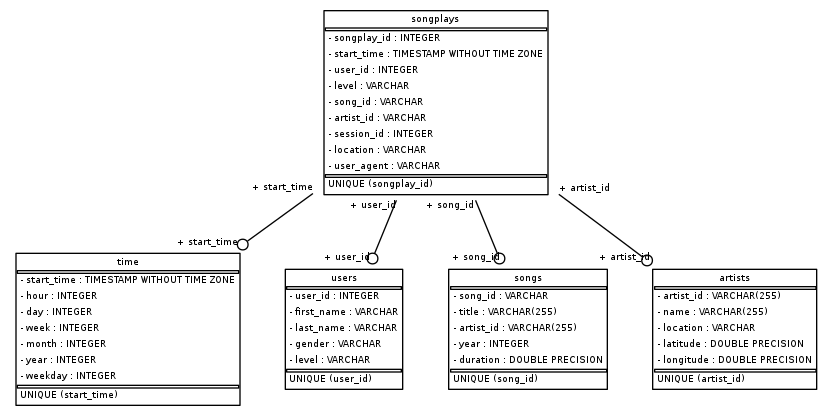 songplays
- songplay_id : INTEGER
- start_time : TIMESTAMP WITHOUT TIME ZONE
- user_id : INTEGER
- level : VARCHAR
- song_id : VARCHAR
- artist_id : VARCHAR
- session_id : INTEGER
- location : VARCHAR
- user_agent : VARCHAR
UNIQUE (songplay_id)
+ start_time
+ user_id
+ song_id
+ artist_id
+ start_time
+ user_id
+ song_id
+ artist_id
time
- start_time : TIMESTAMP WITHOUT TIME ZONE
- hour : INTEGER
- day : INTEGER
- week : INTEGER
- month : INTEGER
- year : INTEGER
- weekday : INTEGER
UNIQUE (start_time)
users
- user_id : INTEGER
- first_name : VARCHAR
- last_name : VARCHAR
- gender : VARCHAR
- level : VARCHAR
UNIQUE (user_id)
songs
- song_id : VARCHAR
- title : VARCHAR(255)
- artist_id : VARCHAR(255)
- year : INTEGER
- duration : DOUBLE PRECISION
UNIQUE (song_id)
artists
- artist_id : VARCHAR(255)
- name : VARCHAR(255)
- location : VARCHAR
- latitude : DOUBLE PRECISION
- longitude : DOUBLE PRECISION
UNIQUE (artist_id)